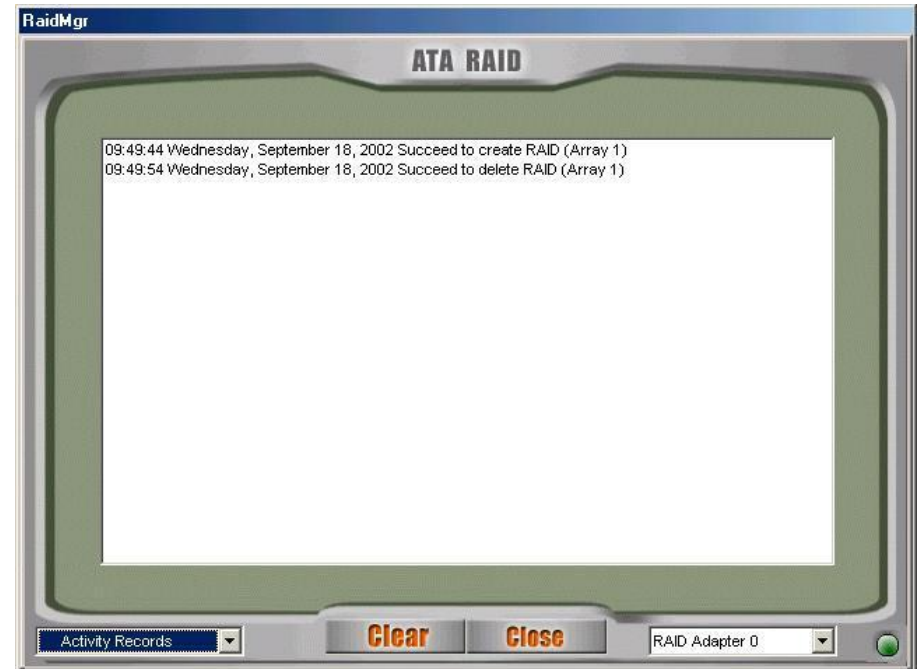 RaidMgr
ATA RAID
09:49:44 Wednesday, September 18, 2002 Succeed to create RAID (Array 1)
09:49:54 Wednesday, September 18, 2002 Succeed to delete RAID (Array 1)
Activity Records
Clear
Close
RAID Adapter 0